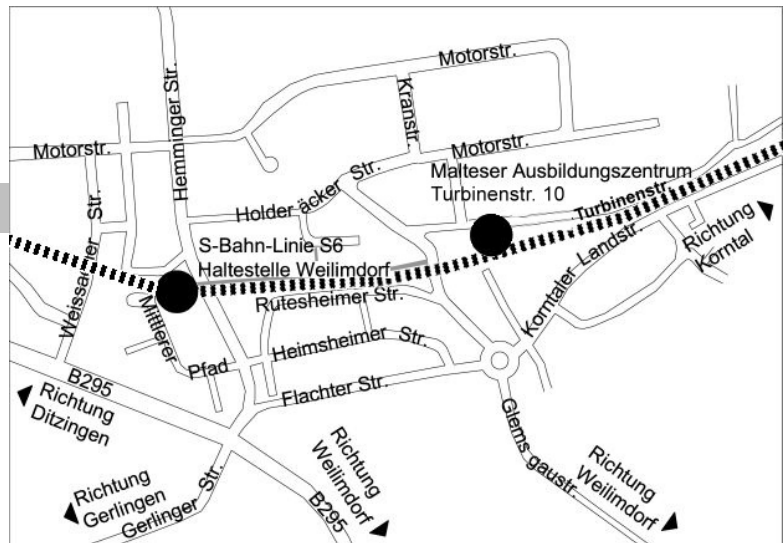 Motorstr.
Hemminger Str.
Kranstr.
Motorstr.
Motorstr.
Malteser Ausbildungszentrum
Turbinenstr. 10
Turbinenstr.
Holder äcker Str.
Weissacher Str.
S-Bahn-Linie S6
Haltestelle Weilimdorf
Richtung
Korntal
Korntaler Landstr.
Rutesheimer Str.
Mittlerer
Pfad
Heimsheimer Str.
Flachter Str.
B295
Richtung
Ditzingen
Glems gaustr.
Richtung
Weilimdorf
Richtung
Weilimdorf
Richtung
Gerlingen
Gerlinger Str.
B295